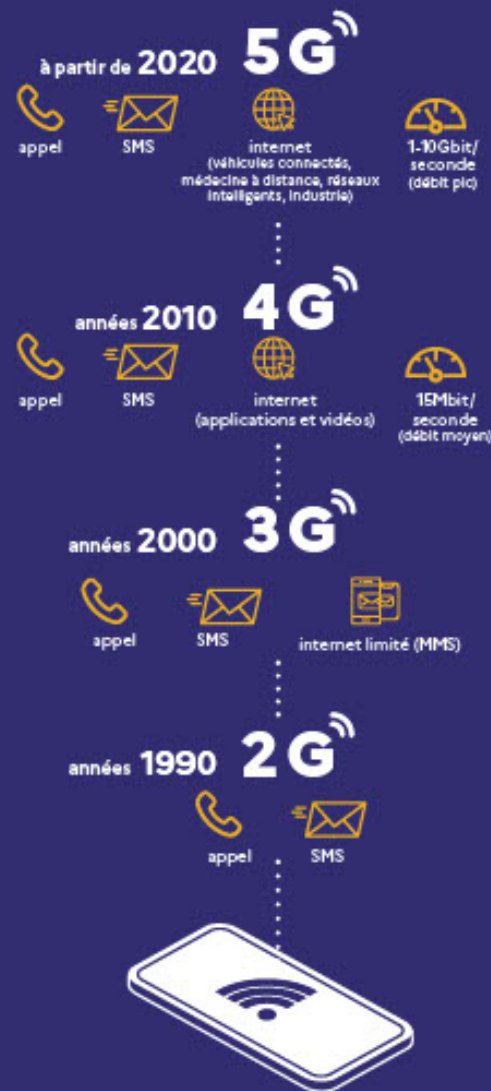 à partir de 2020 5G
appel
SMS
internet
(véhicules connectés,
médecine à distance, réseaux
intelligents, industrie)
1-10Gbit/
seconde
(débit pic)
années 2010 4G
appel
SMS
internet
(applications et vidéos)
15Mbit/
seconde
(débit moyen)
années 2000 3G
appel
SMS
internet limité (MMS)
années 1990 2G
appel
SMS